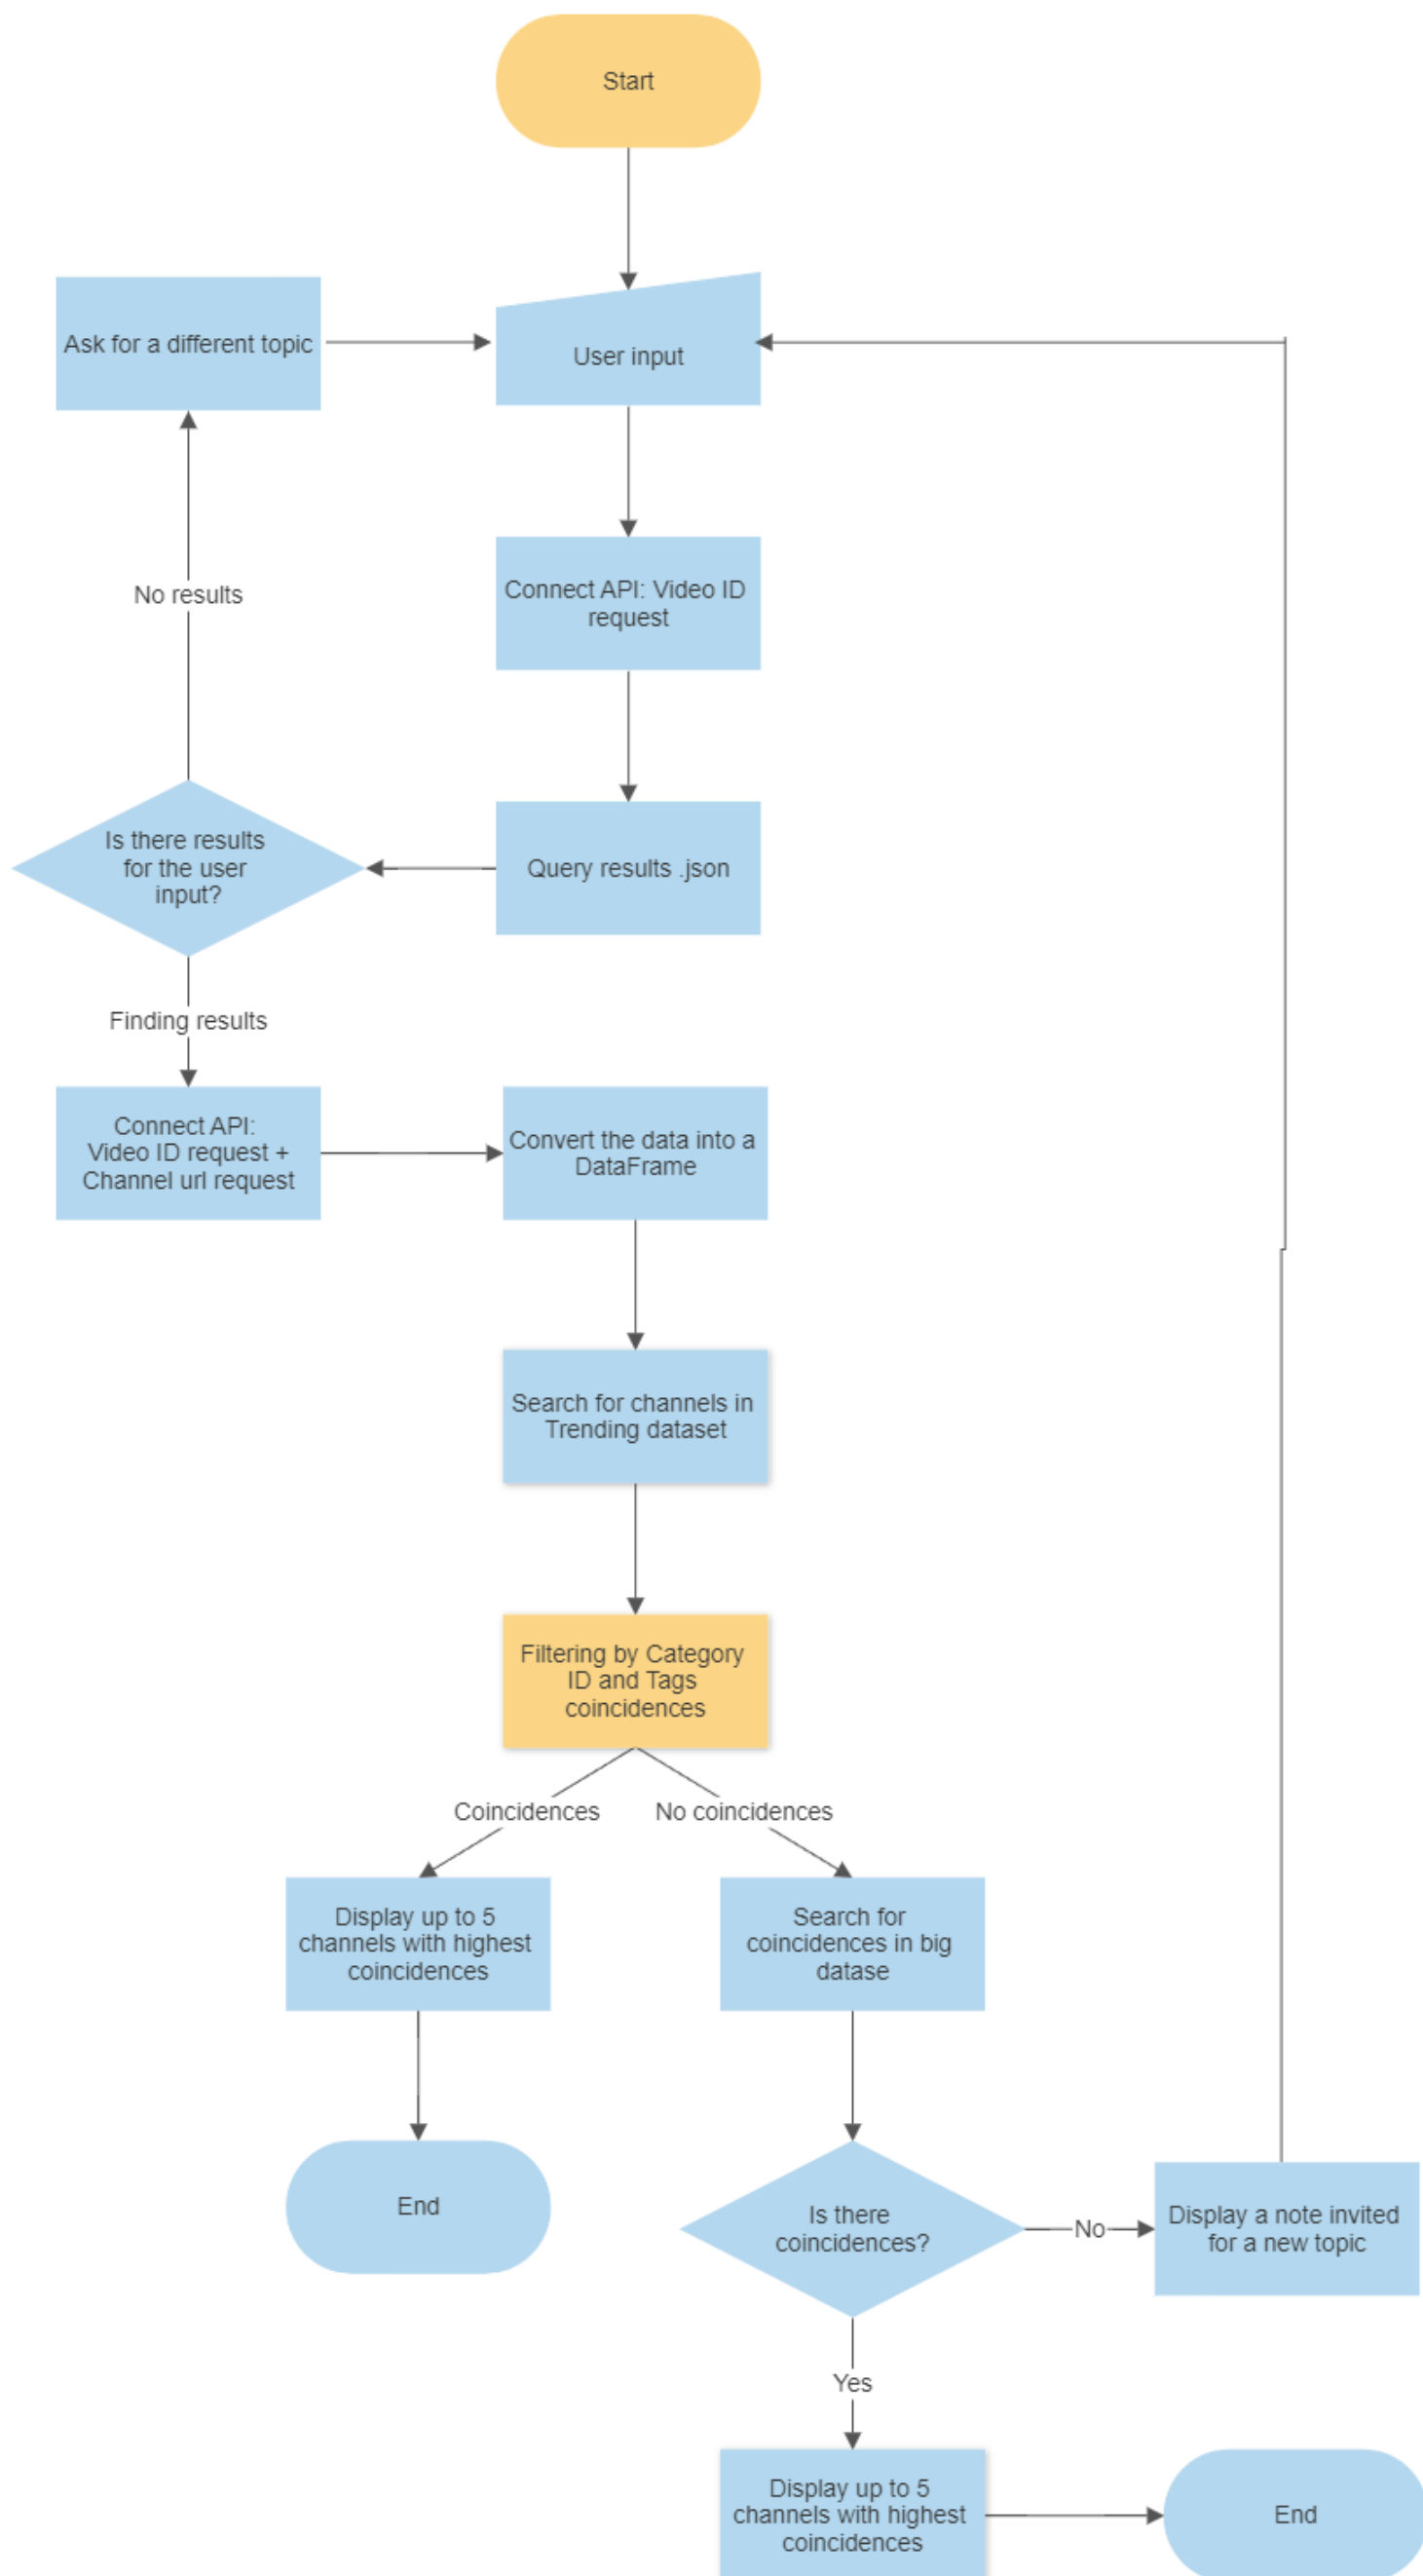 Start
Ask for a different topic
User input
No results
Connect API: Video ID
request
Is there results
for the user
input?
Query results .json
Finding results
Connect API:
Video ID request +
Channel url request
Convert the data into a
DataFrame
Search for channels in
Trending dataset
Filtering by Category
ID and Tags
coincidences
Coincidences
No coincidences
Display up to 5
channels with highest
coincidences
Search for
coincidences in big
datase
End
Is there
coincidences?
No
Display a note invited
for a new topic
Yes
Display up to 5
channels with highest
coincidences
End